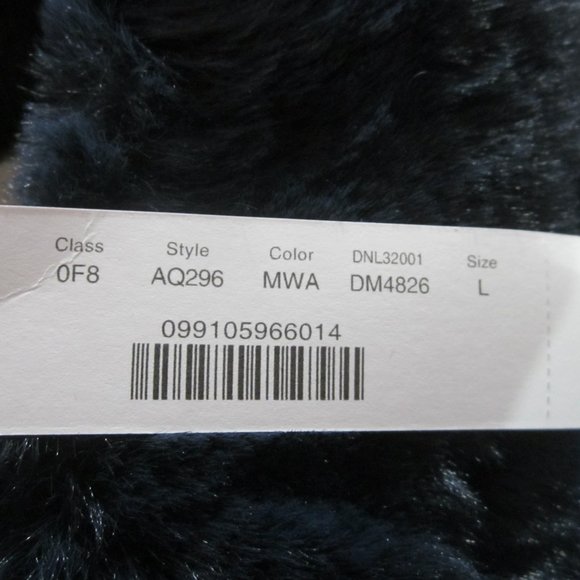 Class Style Color DNL32001 Size
0F8 AQ296 MWA DM4826 L
099105966014